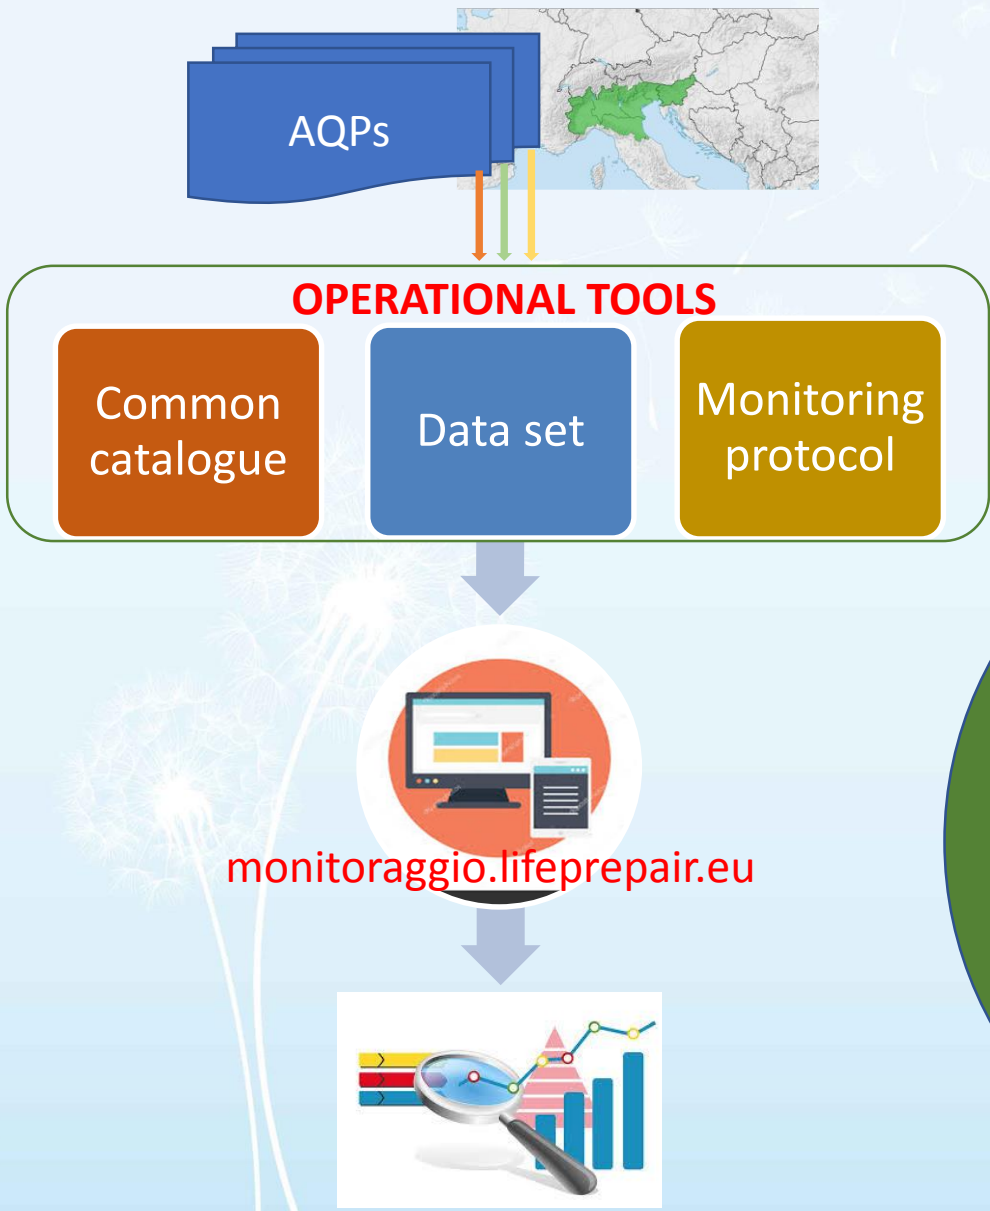 AQPs
OPERATIONAL TOOLS
Common
catalogue
Data set
Monitoring
protocol
monitoraggio.lifeprepair.eu